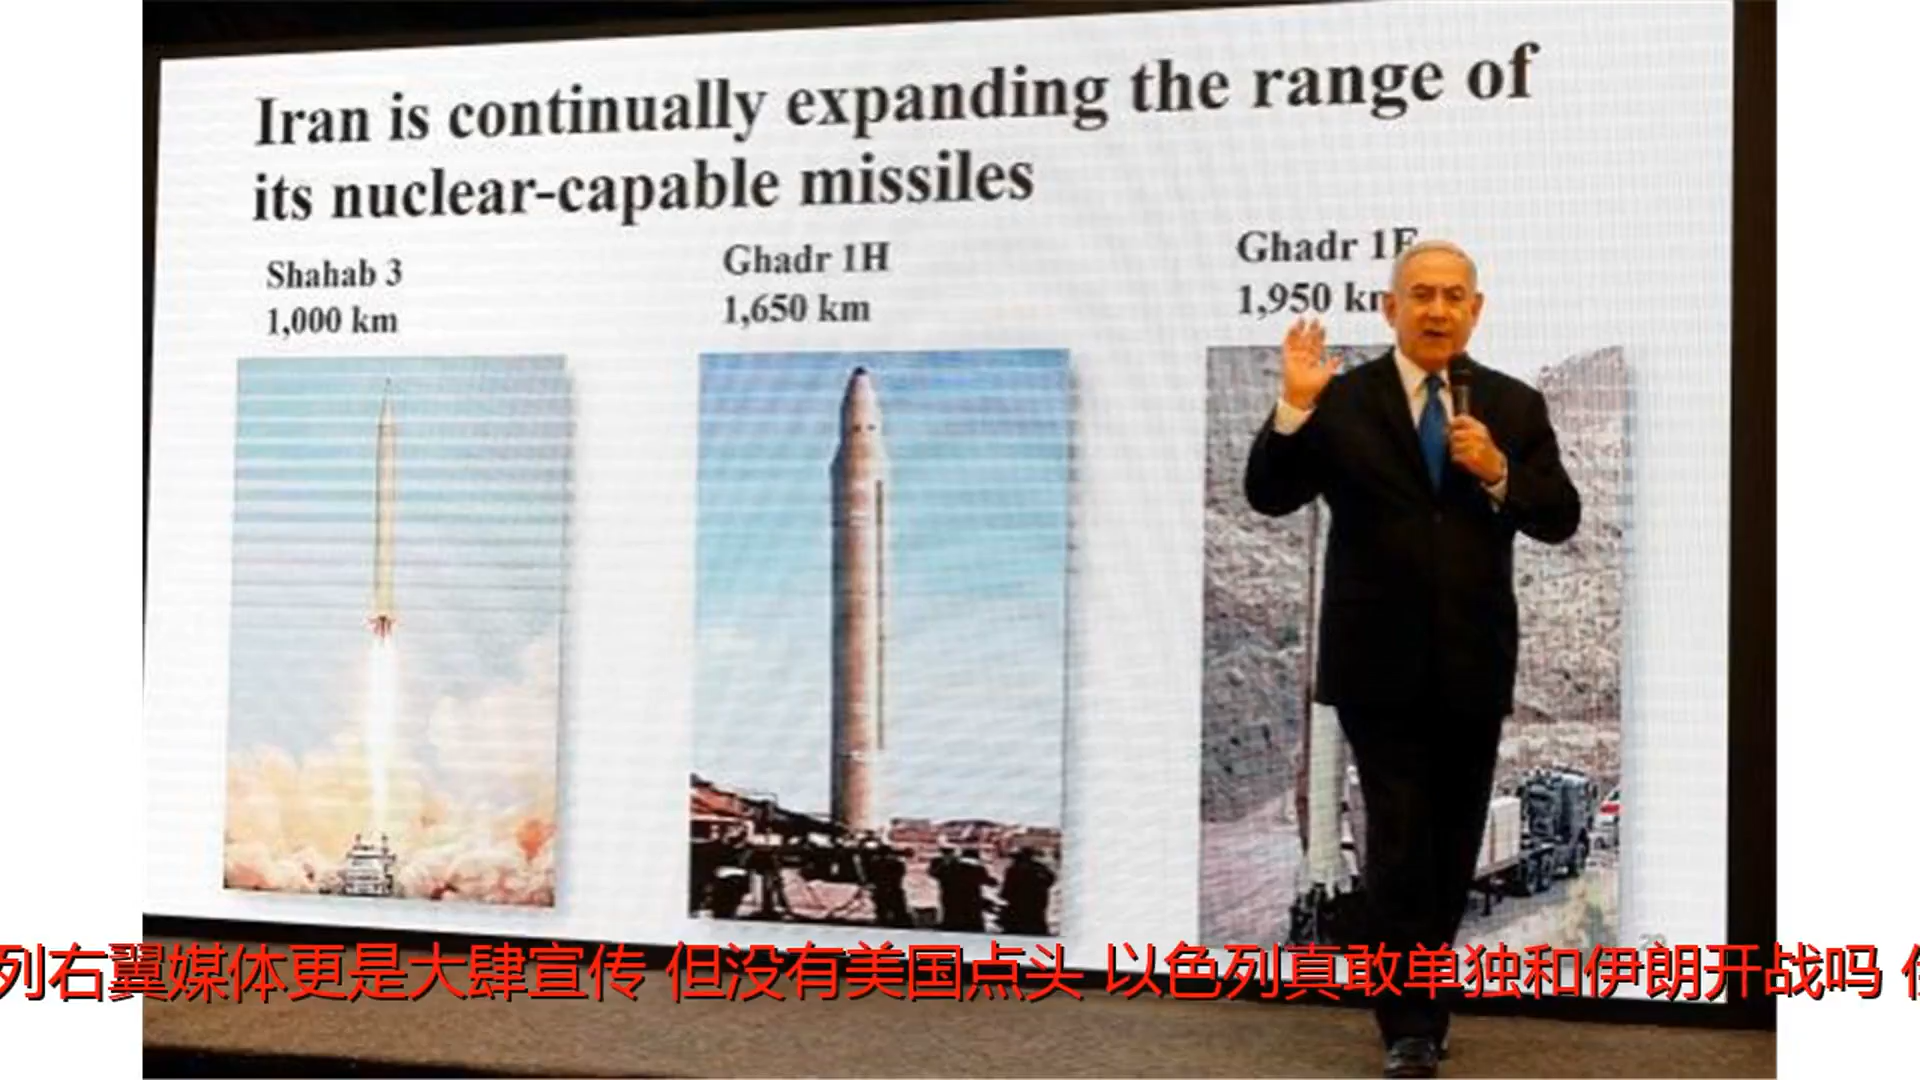 Iran is continually expanding the range of
its nuclear-capable missiles
Shahab 3
1,000 km
Ghadr 1H
1,650 km
Ghadr 1F
1,950 km
列右翼媒体更是大肆宣传 但没有美国点头 以色列真敢单独和伊朗开战吗